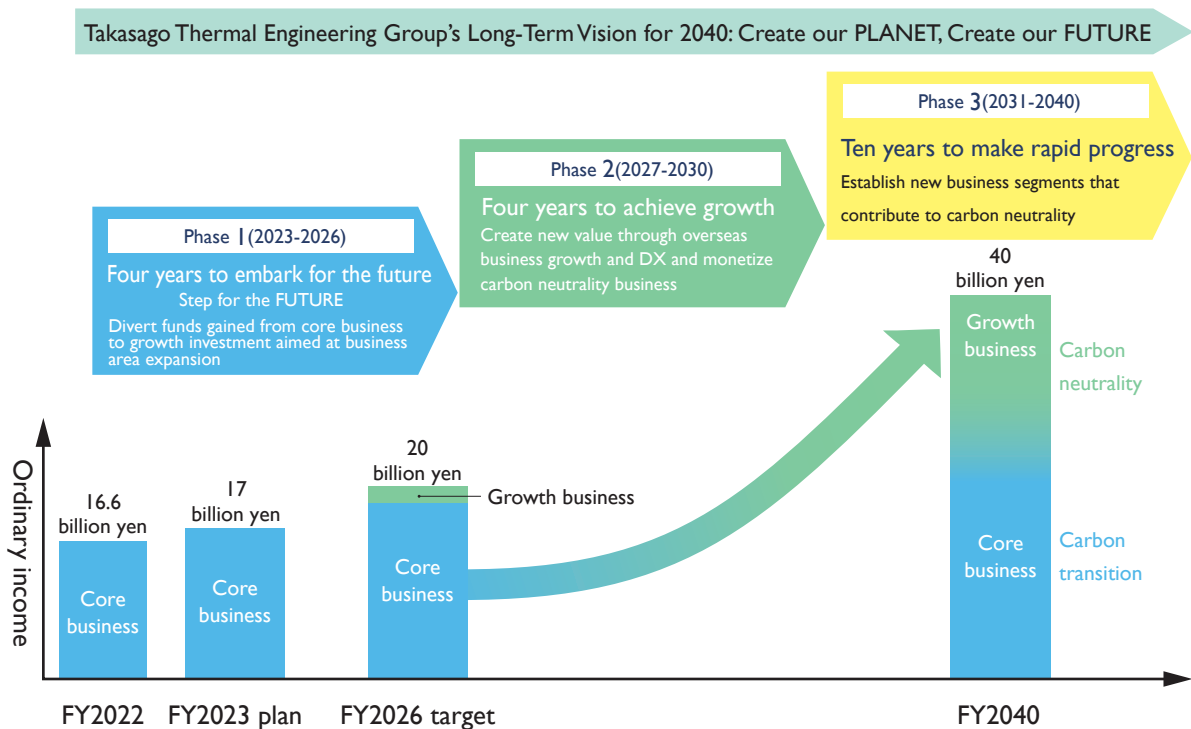 Takasago Thermal Engineering Group's Long-Term Vision for 2040: Create our PLANET, Create our FUTURE
Phase 1(2023-2026)
Four years to embark for the future
Step for the FUTURE
Divert funds gained from core business
to growth investment aimed at business
area expansion
Phase 2(2027-2030)
Four years to achieve growth
Create new value through overseas
business growth and DX and monetize
carbon neutrality business
Phase 3(2031-2040)
Ten years to make rapid progress
Establish new business segments that
contribute to carbon neutrality
Ordinary income
16.6
billion yen
Core
business
FY2022
17
billion yen
Core
business
FY2023 plan
20
billion yen
Growth business
Core
business
FY2026 target
40
billion yen
Growth
business
Carbon
neutrality
Core
business
Carbon
transition
FY2040